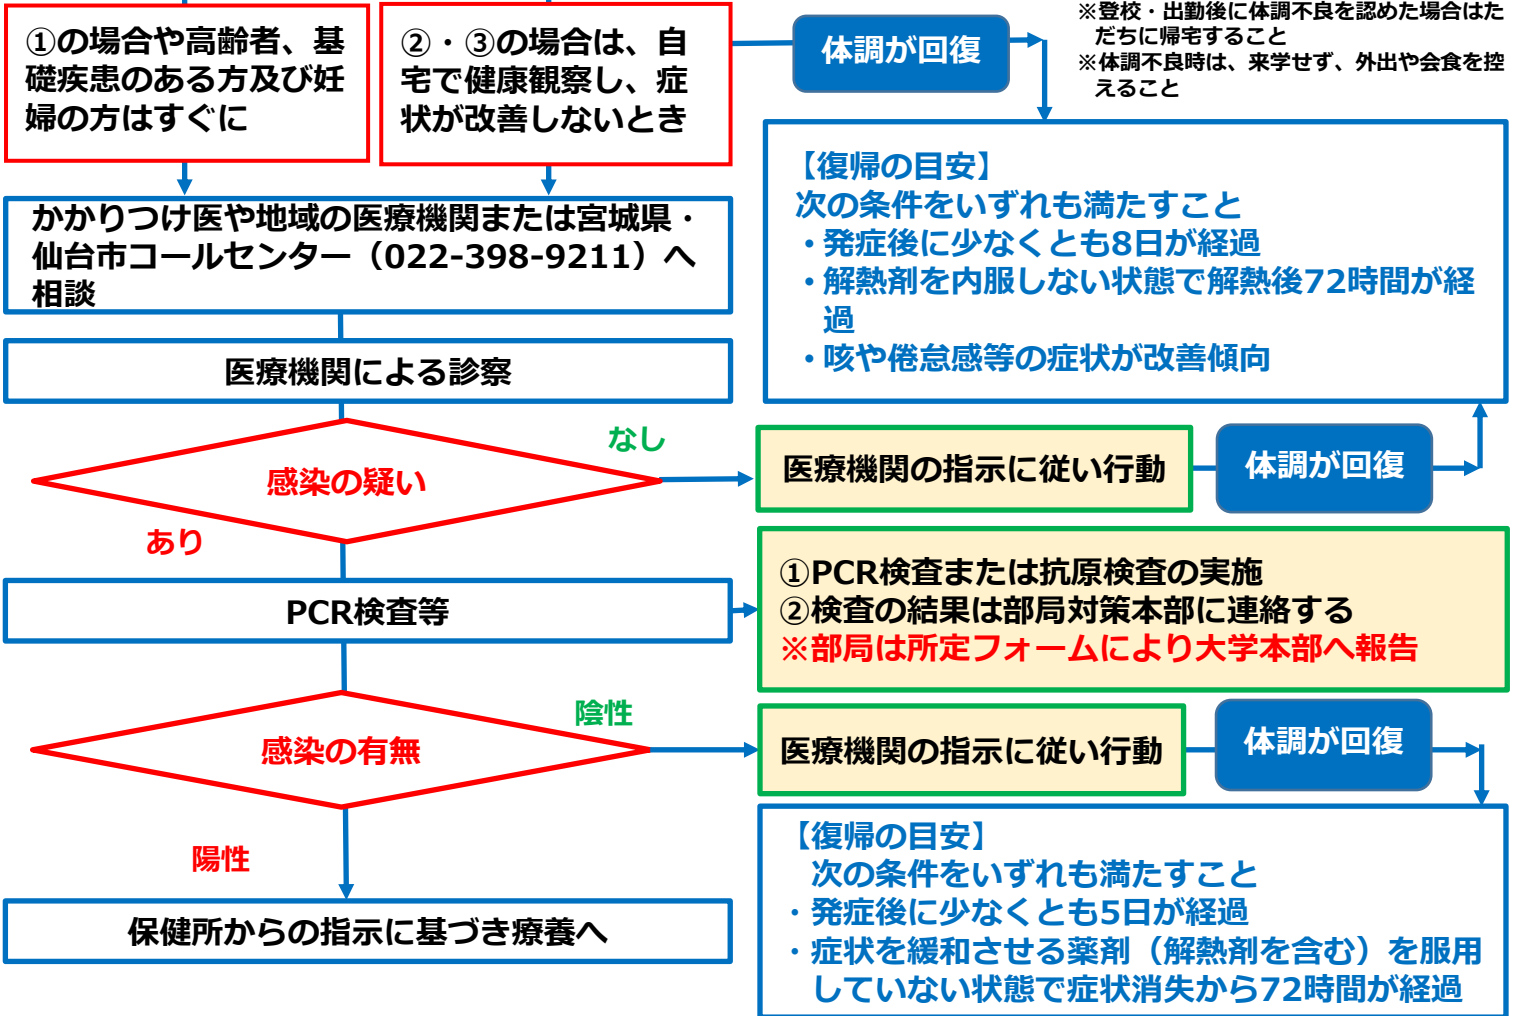 ※登校・出勤後に体調不良を認めた場合はた
だちに帰宅すること
※体調不良時は、来学せず、外出や会食を控
えること
①の場合や高齢者、基
礎疾患のある方及び妊
婦の方はすぐに
②・③の場合は、自
宅で健康観察し、症
状が改善しないとき
体調が回復
【復帰の目安】
次の条件をいずれも満たすこと
・発症後に少なくとも8日が経過
・解熱剤を内服しない状態で解熱後72時間が経
過
・咳や倦怠感等の症状が改善傾向
かかりつけ医や地域の医療機関または宮城県・
仙台市コールセンター（022-398-9211）へ
相談
医療機関による診察
感染の疑い
なし
医療機関の指示に従い行動
体調が回復
あり
PCR検査等
①PCR検査または抗原検査の実施
②検査の結果は部局対策本部に連絡する
※部局は所定フォームにより大学本部へ報告
感染の有無
陰性
医療機関の指示に従い行動
体調が回復
陽性
【復帰の目安】
次の条件をいずれも満たすこと
・発症後に少なくとも5日が経過
・症状を緩和させる薬剤（解熱剤を含む）を服用
していない状態で症状消失から72時間が経過
保健所からの指示に基づき療養へ